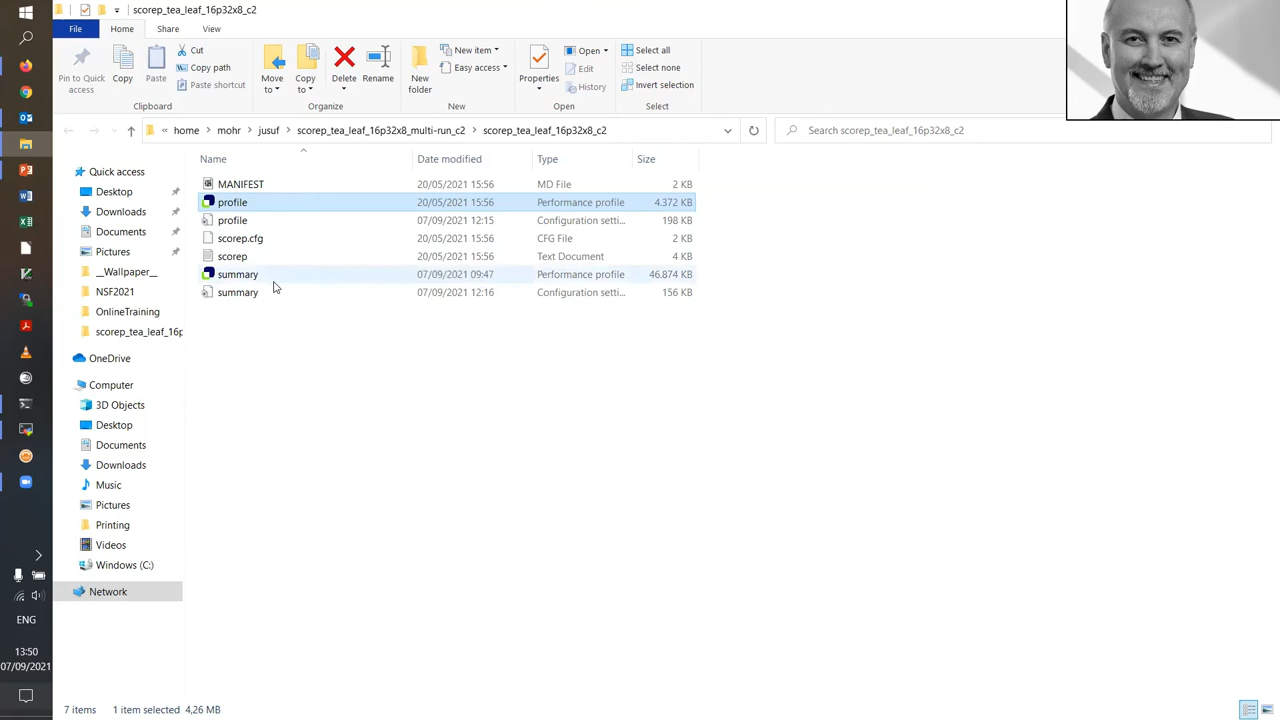 scorep_tea_leaf_16p32x8_c2
File Home Share View
Pin to Quick access
Copy
Paste
Cut
Copy path
Paste shortcut
Move to
Copy to
Delete
Rename
New folder
New item
Easy access
Properties
Open
Edit
History
Select all
Select none
Invert selection
Clipboard Organize New Open Select
« home mohr jusuf scorep_tea_leaf_16p32x8_multi-run_c2 scorep_tea_leaf_16p32x8_c2
Search scorep_tea_leaf_16p32x8_c2
Name Date modified Type Size
MANIFEST 20/05/2021 15:56 MD File 2 KB
profile 20/05/2021 15:56 Performance profile 4.372 KB
profile 07/09/2021 12:15 Configuration setti... 198 KB
scorep.cfg 20/05/2021 15:56 CFG File 2 KB
scorep 20/05/2021 15:56 Text Document 4 KB
summary 07/09/2021 09:47 Performance profile 46.874 KB
summary 07/09/2021 12:16 Configuration setti... 156 KB
Quick access
Desktop
Downloads
Documents
Pictures
__Wallpaper__
NSF2021
OnlineTraining
scorep_tea_leaf_16p
OneDrive
Computer
3D Objects
Desktop
Documents
Downloads
Music
Pictures
Printing
Videos
Windows (C:)
Network
ENG
13:50
07/09/2021
7 items 1 item selected 4,26 MB